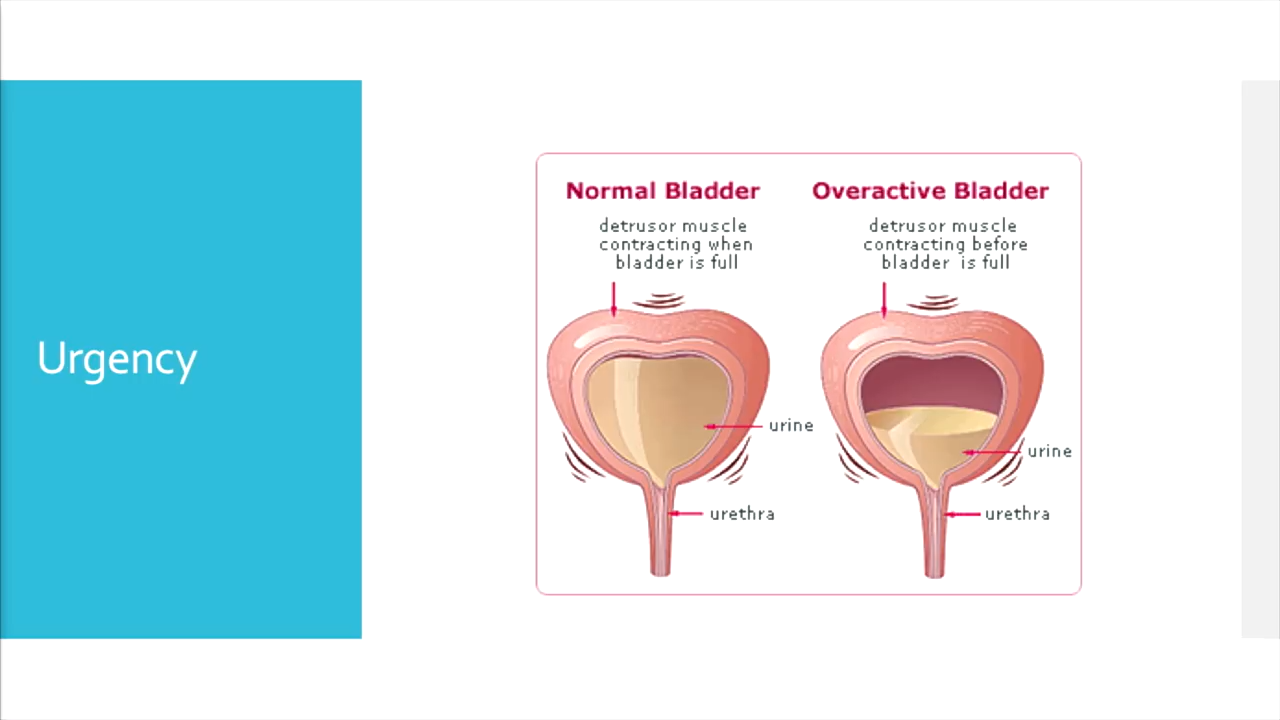 Urgency
Normal Bladder
detrusor muscle
contracting when
bladder is full
urine
urethra
Overactive Bladder
detrusor muscle
contracting before
bladder is full
urine
urethra